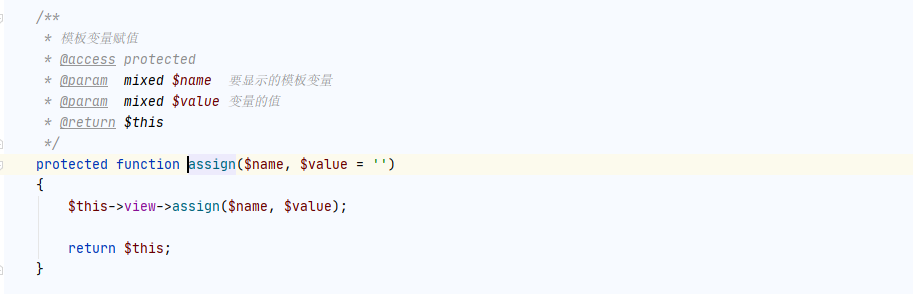 /**
 * 模板变量赋值
 * @access protected
 * @param  mixed $name  要显示的模板变量
 * @param  mixed $value 变量的值
 * @return $this
 */
protected function assign($name, $value = '')
{
    $this->view->assign($name, $value);
    return $this;
}